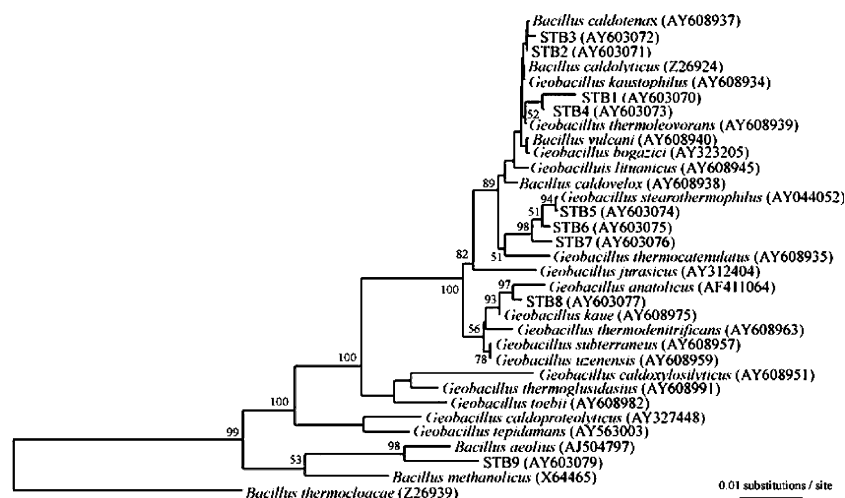 Bacillus caldotenax (AY608937)
STB3 (AY603072)
STB2 (AY603071)
Bacillus caldolyticus (Z26924)
Geobacillus kaustophilus (AY608934)
STB1 (AY603070)
52
STB4 (AY603073)
Geobacillus thermoleovorans (AY608939)
Bacillus vulcani (AY608940)
Geobacillus bogazici (AY323205)
Geobacilluis lituanicus (AY608945)
89
Bacillus caldovelox (AY608938)
94
Geobacillus stearothermophilus (AY044052)
51
STB5 (AY603074)
98
STB6 (AY603075)
STB7 (AY603076)
82
51
Geobacillus thermocatenulatus (AY608935)
Geobacillus jurasicus (AY312404)
100
97
Geobacillus anatolicus (AF411064)
93
STB8 (AY603077)
Geobacillus kaue (AY608975)
56
Geobacillus thermodenitrificans (AY608963)
Geobacillus subterraneus (AY608957)
78
Geobacillus uzenensis (AY608959)
100
Geobacillus caldoxylosilyticus (AY608951)
Geobacillus thermoglusidasius (AY608991)
100
Geobacillus toebii (AY608982)
Geobacillus caldoproteolyticus (AY327448)
99
Geobacillus tepidamans (AY563003)
98
Bacillus aeolius (AJ504797)
53
STB9 (AY603079)
Bacillus methanolicus (X64465)
0.01 substitutions / site
Bacillus thermocloacae (Z26939)